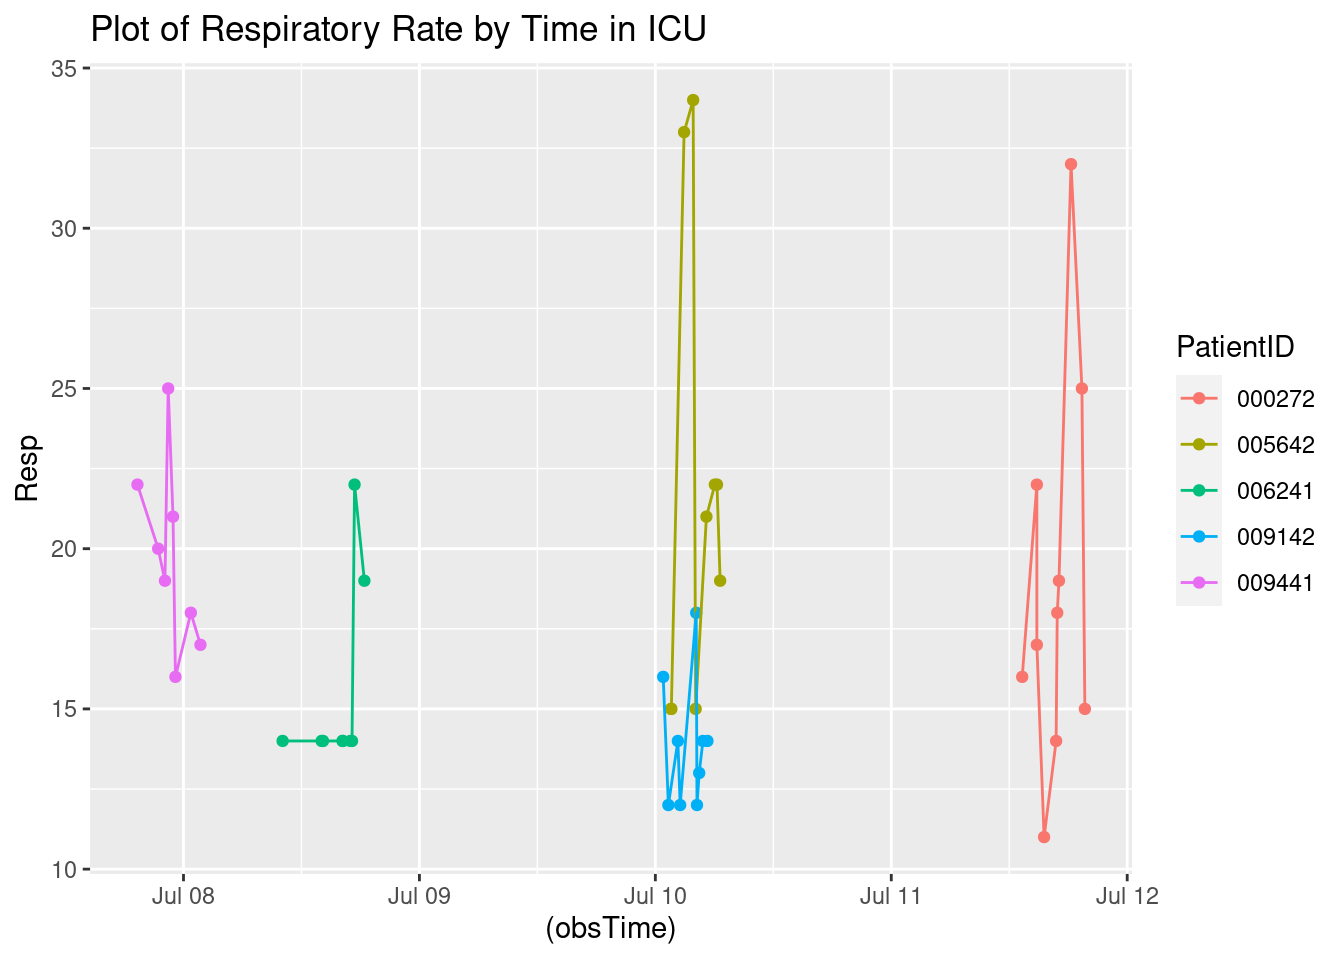 Plot of Respiratory Rate by Time in ICU
35
30
25
20
15
10
Resp
Jul 08 Jul 09 Jul 10 Jul 11 Jul 12
(obsTime)
PatientID
000272
005642
006241
009142
009441